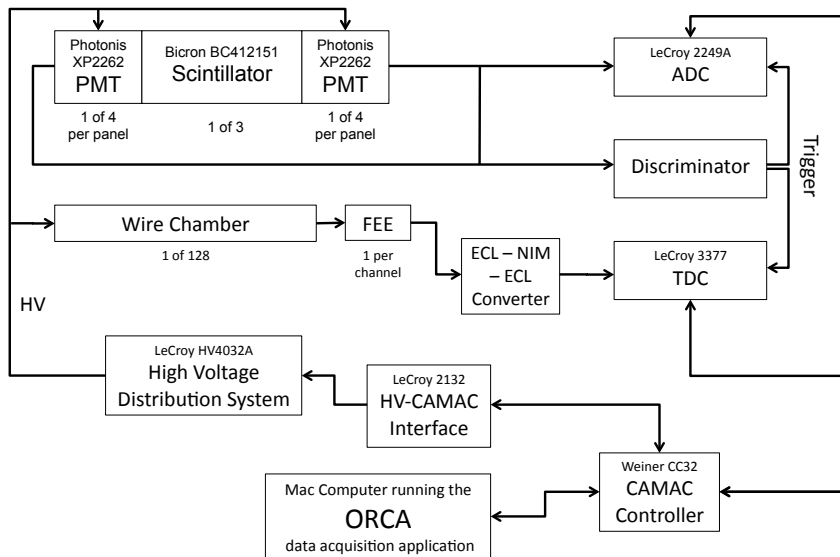 Photonis
XP2262
PMT
Bicron BC412151
Scintillator
Photonis
XP2262
PMT
1 of 4
per panel
1 of 3
1 of 4
per panel
LeCroy 2249A
ADC
Discriminator
Trigger
Wire Chamber
1 of 128
FEE
1 per
channel
ECL – NIM
– ECL
Converter
LeCroy 3377
TDC
HV
LeCroy HV4032A
High Voltage
Distribution System
LeCroy 2132
HV-CAMAC
Interface
Weiner CC32
CAMAC
Controller
Mac Computer running the
ORCA
data acquisition application